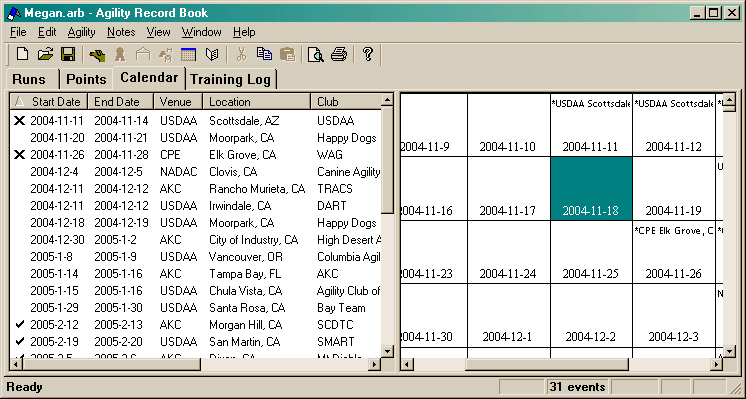 Megan.arb - Agility Record Book
File Edit Agility Notes View Window Help
Runs Points Calendar Training Log
Start Date End Date Venue Location Club
2004-11-11 2004-11-14 USDAA Scottsdale, AZ USDAA
2004-11-20 2004-11-21 USDAA Moorpark, CA Happy Dogs
2004-11-26 2004-11-28 CPE Elk Grove, CA WAG
2004-12-4 2004-12-5 NADAC Clovis, CA Canine Agility
2004-12-11 2004-12-12 AKC Rancho Murieta, CA TRACS
2004-12-11 2004-12-12 USDAA Irwindale, CA DART
2004-12-18 2004-12-19 USDAA Moorpark, CA Happy Dogs
2004-12-30 2005-1-2 AKC City of Industry, CA High Desert A
2005-1-8 2005-1-9 USDAA Vancouver, OR Columbia Agil
2005-1-14 2005-1-16 AKC Tampa Bay, FL AKC
2005-1-15 2005-1-16 USDAA Chula Vista, CA Agility Club of
2005-1-29 2005-1-30 USDAA Santa Rosa, CA Bay Team
2005-2-12 2005-2-13 AKC Morgan Hill, CA SCDTC
2005-2-19 2005-2-20 USDAA San Martin, CA SMART
*USDAA Scottsdale *USDAA Scottsdale
2004-11-9 2004-11-10 2004-11-11 2004-11-12
2004-11-16 2004-11-17 2004-11-18 2004-11-19
*CPE Elk Grove, C
2004-11-23 2004-11-24 2004-11-25 2004-11-26
2004-11-30 2004-12-1 2004-12-2 2004-12-3
Ready 31 events